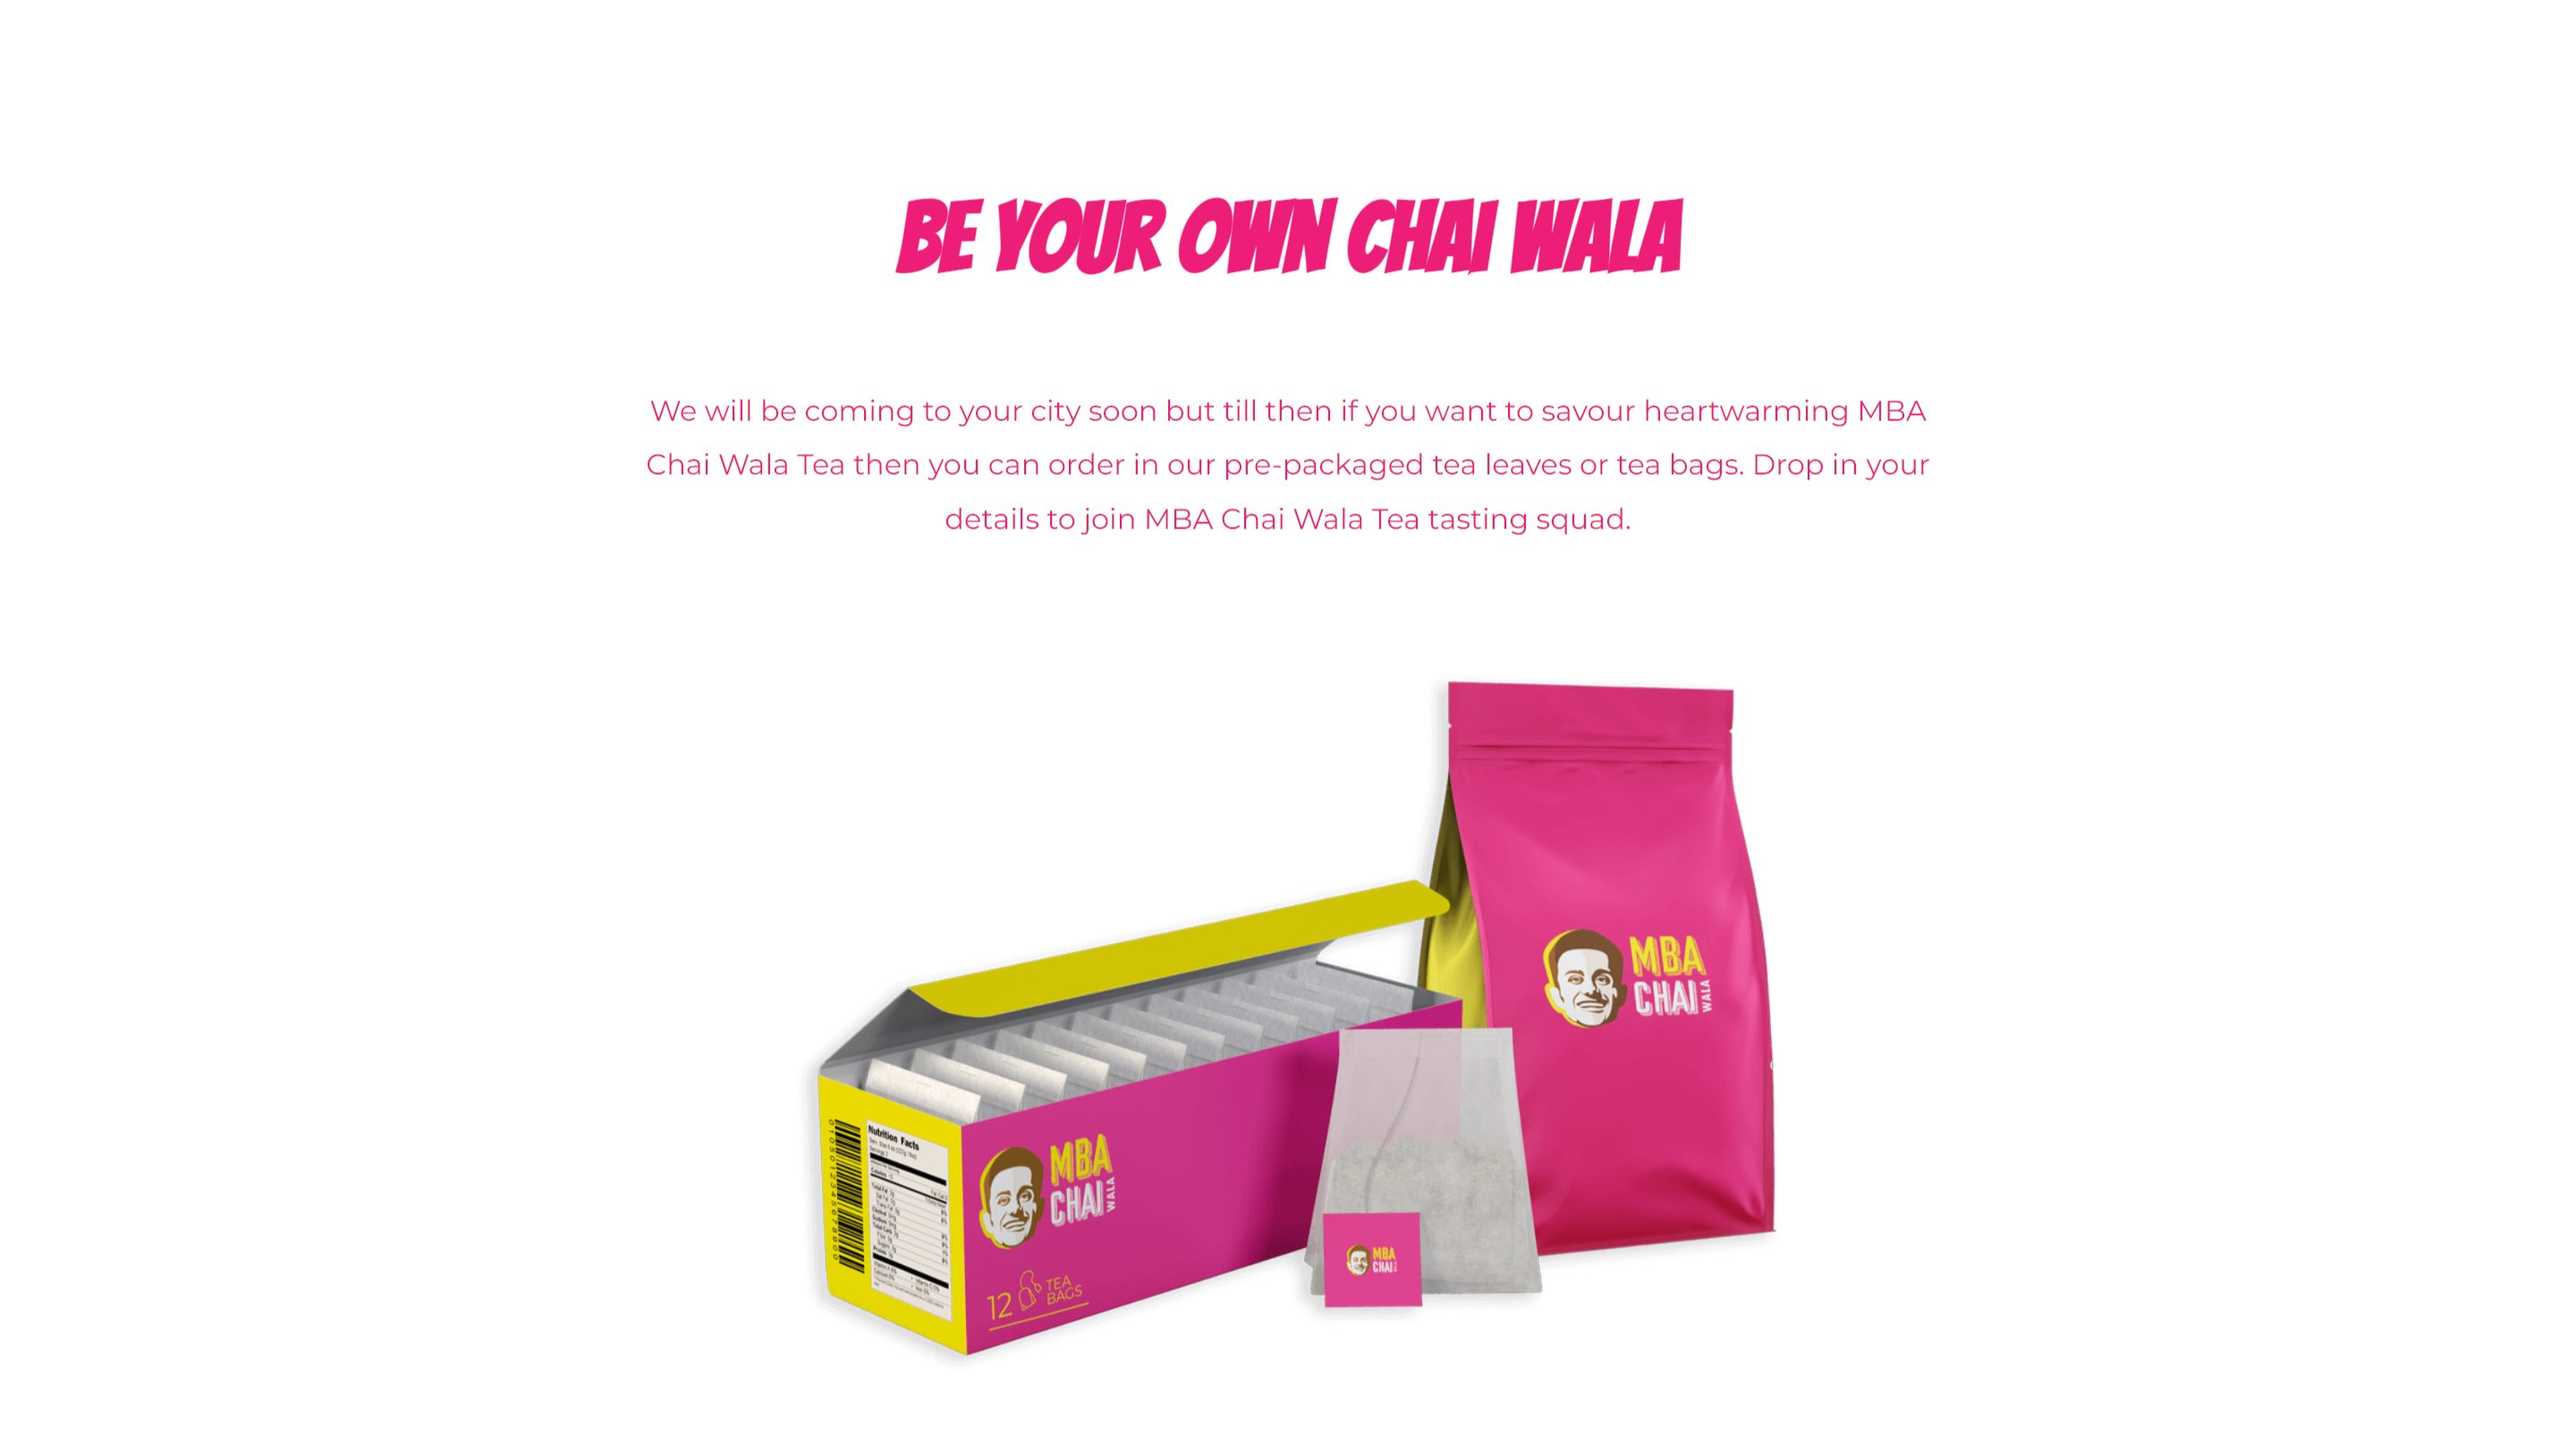 BE YOUR OWN CHAI WALA
We will be coming to your city soon but till then if you want to savour heartwarming MBA
Chai Wala Tea then you can order in our pre-packaged tea leaves or tea bags. Drop in your
details to join MBA Chai Wala Tea tasting squad.
MBA
CHAI
WALA
Nutrition Facts
MBA
CHAI
WALA
12 TEA
BAGS
MBA
CHAI